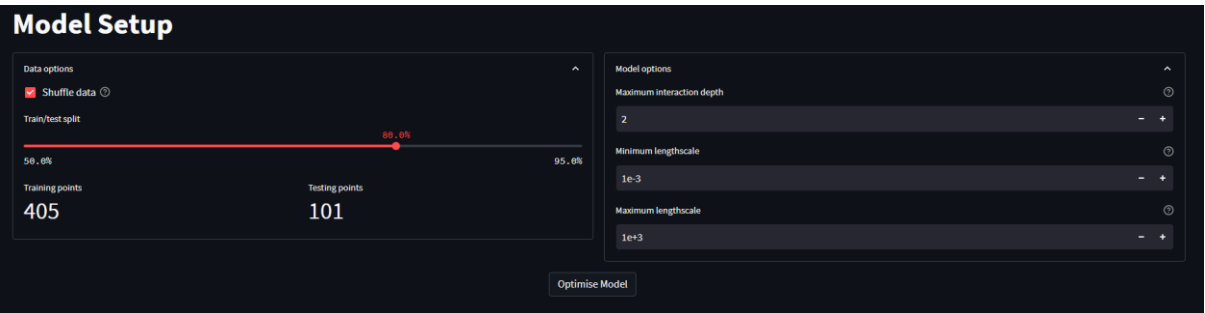 Model Setup
Data options
Shuffle data
Train/test split
80.0%
50.0% 95.0%
Training points Testing points
405 101
Model options
Maximum interaction depth
2 - +
Minimum lengthscale
1e-3 - +
Maximum lengthscale
1e+3 - +
Optimise Model